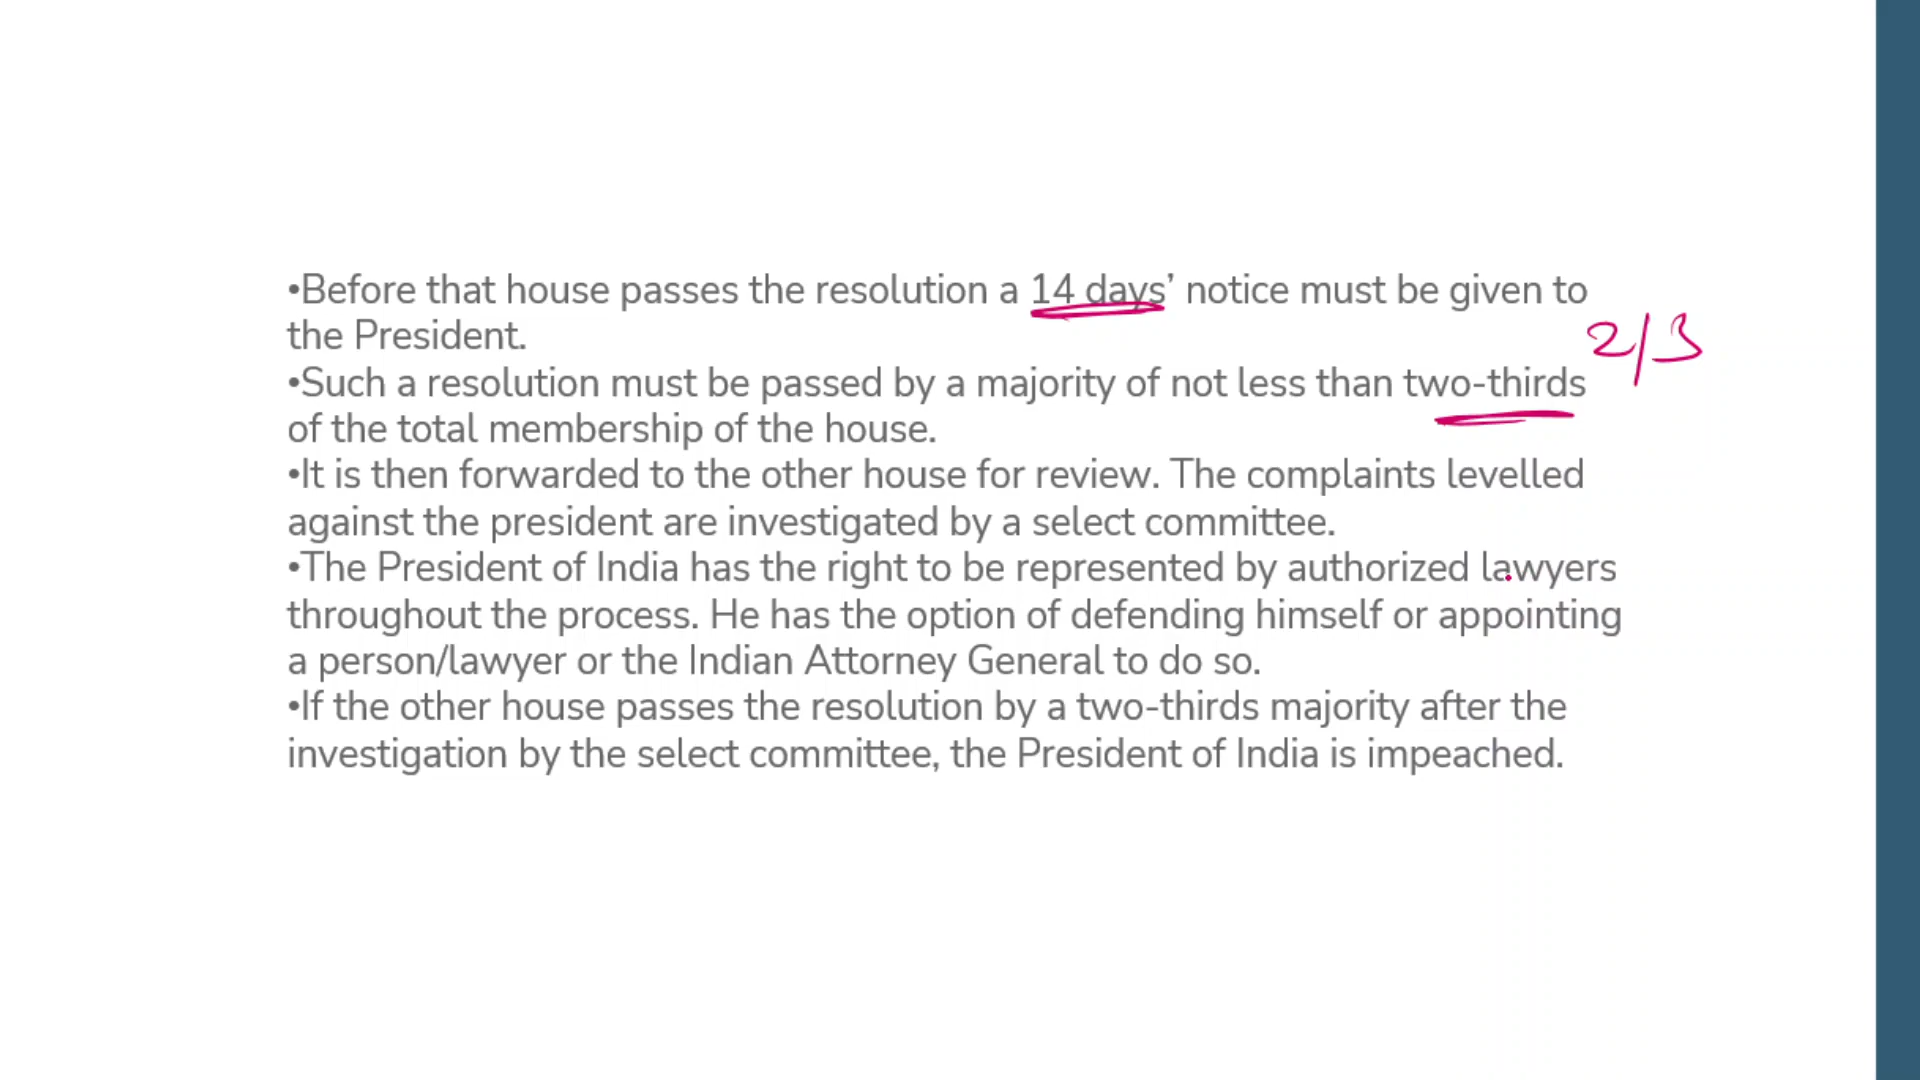 •Before that house passes the resolution a 14 days’ notice must be given to
the President.
2/3
•Such a resolution must be passed by a majority of not less than two-thirds
of the total membership of the house.
•It is then forwarded to the other house for review. The complaints levelled
against the president are investigated by a select committee.
•The President of India has the right to be represented by authorized lawyers
throughout the process. He has the option of defending himself or appointing
a person/lawyer or the Indian Attorney General to do so.
•If the other house passes the resolution by a two-thirds majority after the
investigation by the select committee, the President of India is impeached.